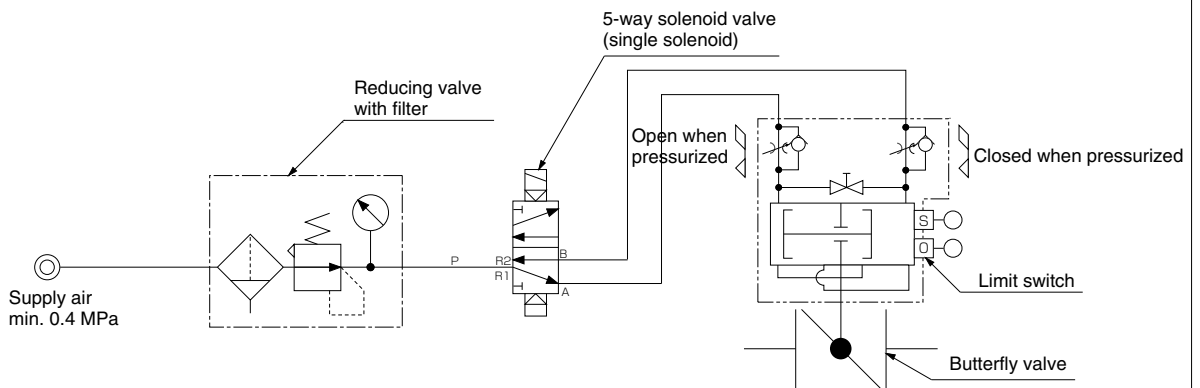 5-way solenoid valve
(single solenoid)
Reducing valve
with filter
Open when
pressurized
Closed when pressurized
S
O
P
R2
R1
B
A
Supply air
min. 0.4 MPa
Limit switch
Butterfly valve